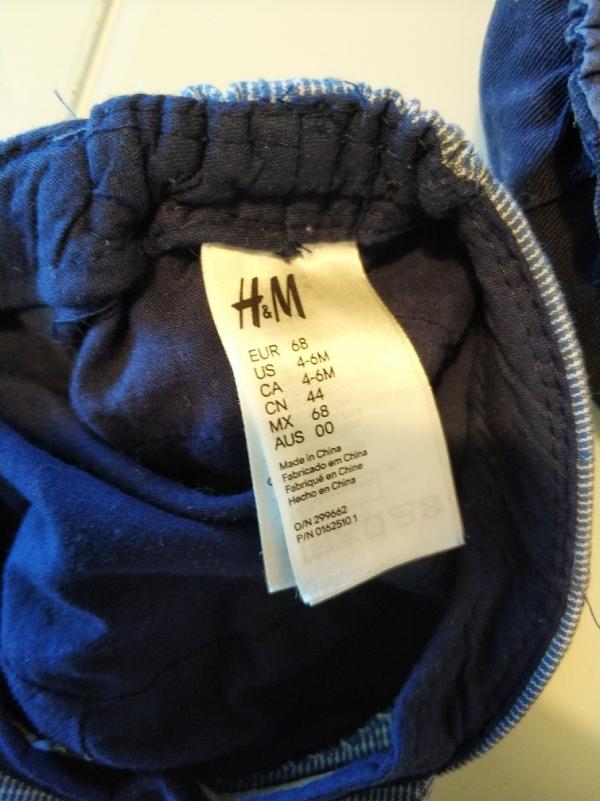 H&M
EUR 68
US 4-6M
CA 4-6M
CN 44
MX 68
AUS 00
Made in China
Fabricado em China
Fabriqué en Chine
Hecho en China
O/N 299662
P/N 0162510 1